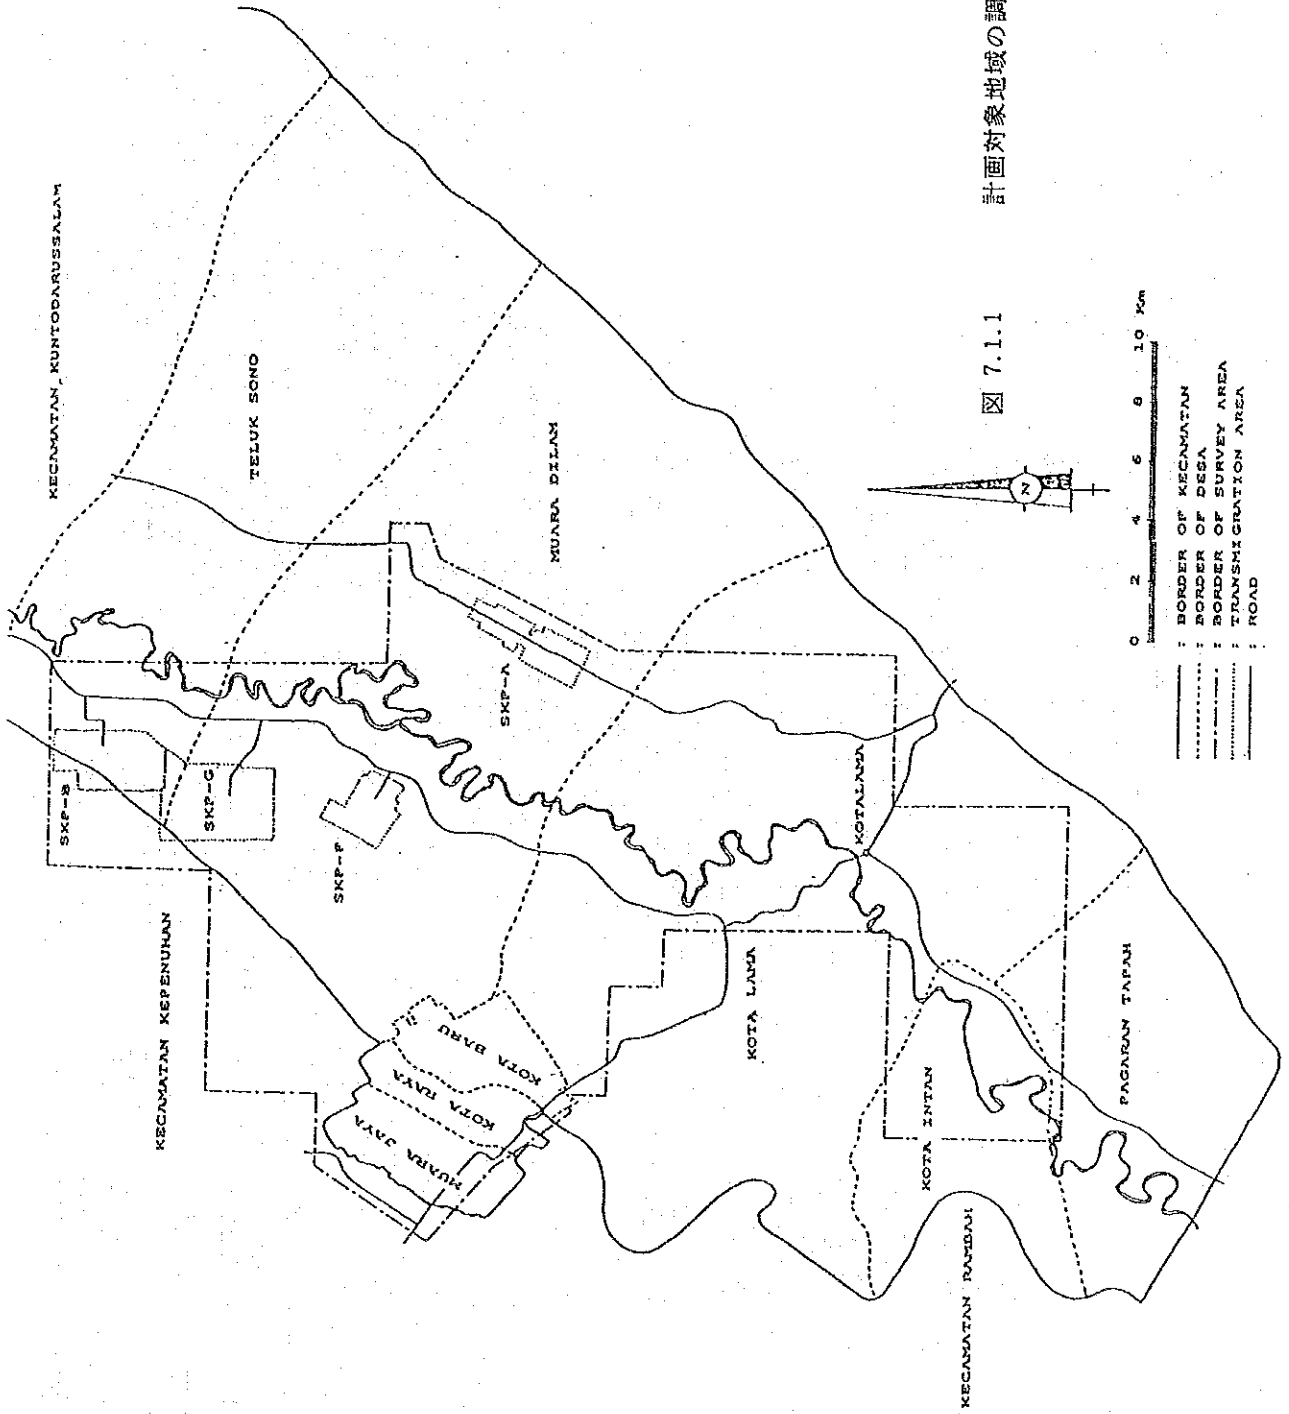 KECAMATAN KUNTODARUSSALAM
TELUK SONO
MUARA DILAM
SKP-A
SKP-B
SKP-G
SKP-F
KECAMATAN KEPENUHAN
KOTA BARU
KOTA RAYA
MUARA JAYA
KOTALAMA
KOTA LAMA
KOTA INTAN
PAGARAN TAPAH
KECAMATAN RAMBAH
N
0 2 4 6 8 10 Km
: BORDER OF KECAMATAN
: BORDER OF DESA
: BORDER OF SURVEY AREA
: TRANSMIGRATION AREA
: ROAD
図 7.1.1 計画対象地域の調